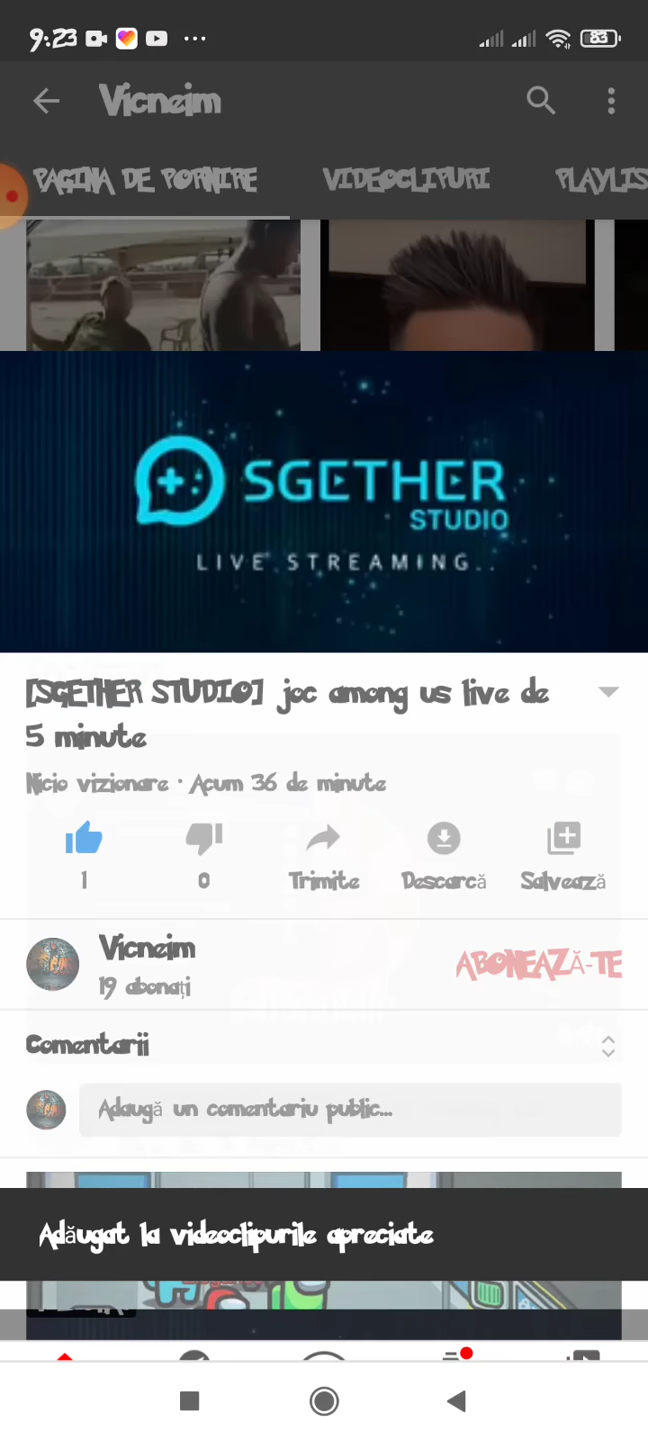 9:23
83
Vicneim
PAGINA DE PORNIRE VIDEOCLIPURI PLAYLIS
SGETHER
STUDIO
LIVE STREAMING..
[SGETHER STUDIO] joc among us live de
5 minute
Nicio vizionare · Acum 36 de minute
1 0 Trimite Descarcă Salvează
Vicneim
19 abonați
ABONEAZĂ-TE
Comentarii
Adaugă un comentariu public...
Adăugat la videoclipurile apreciate